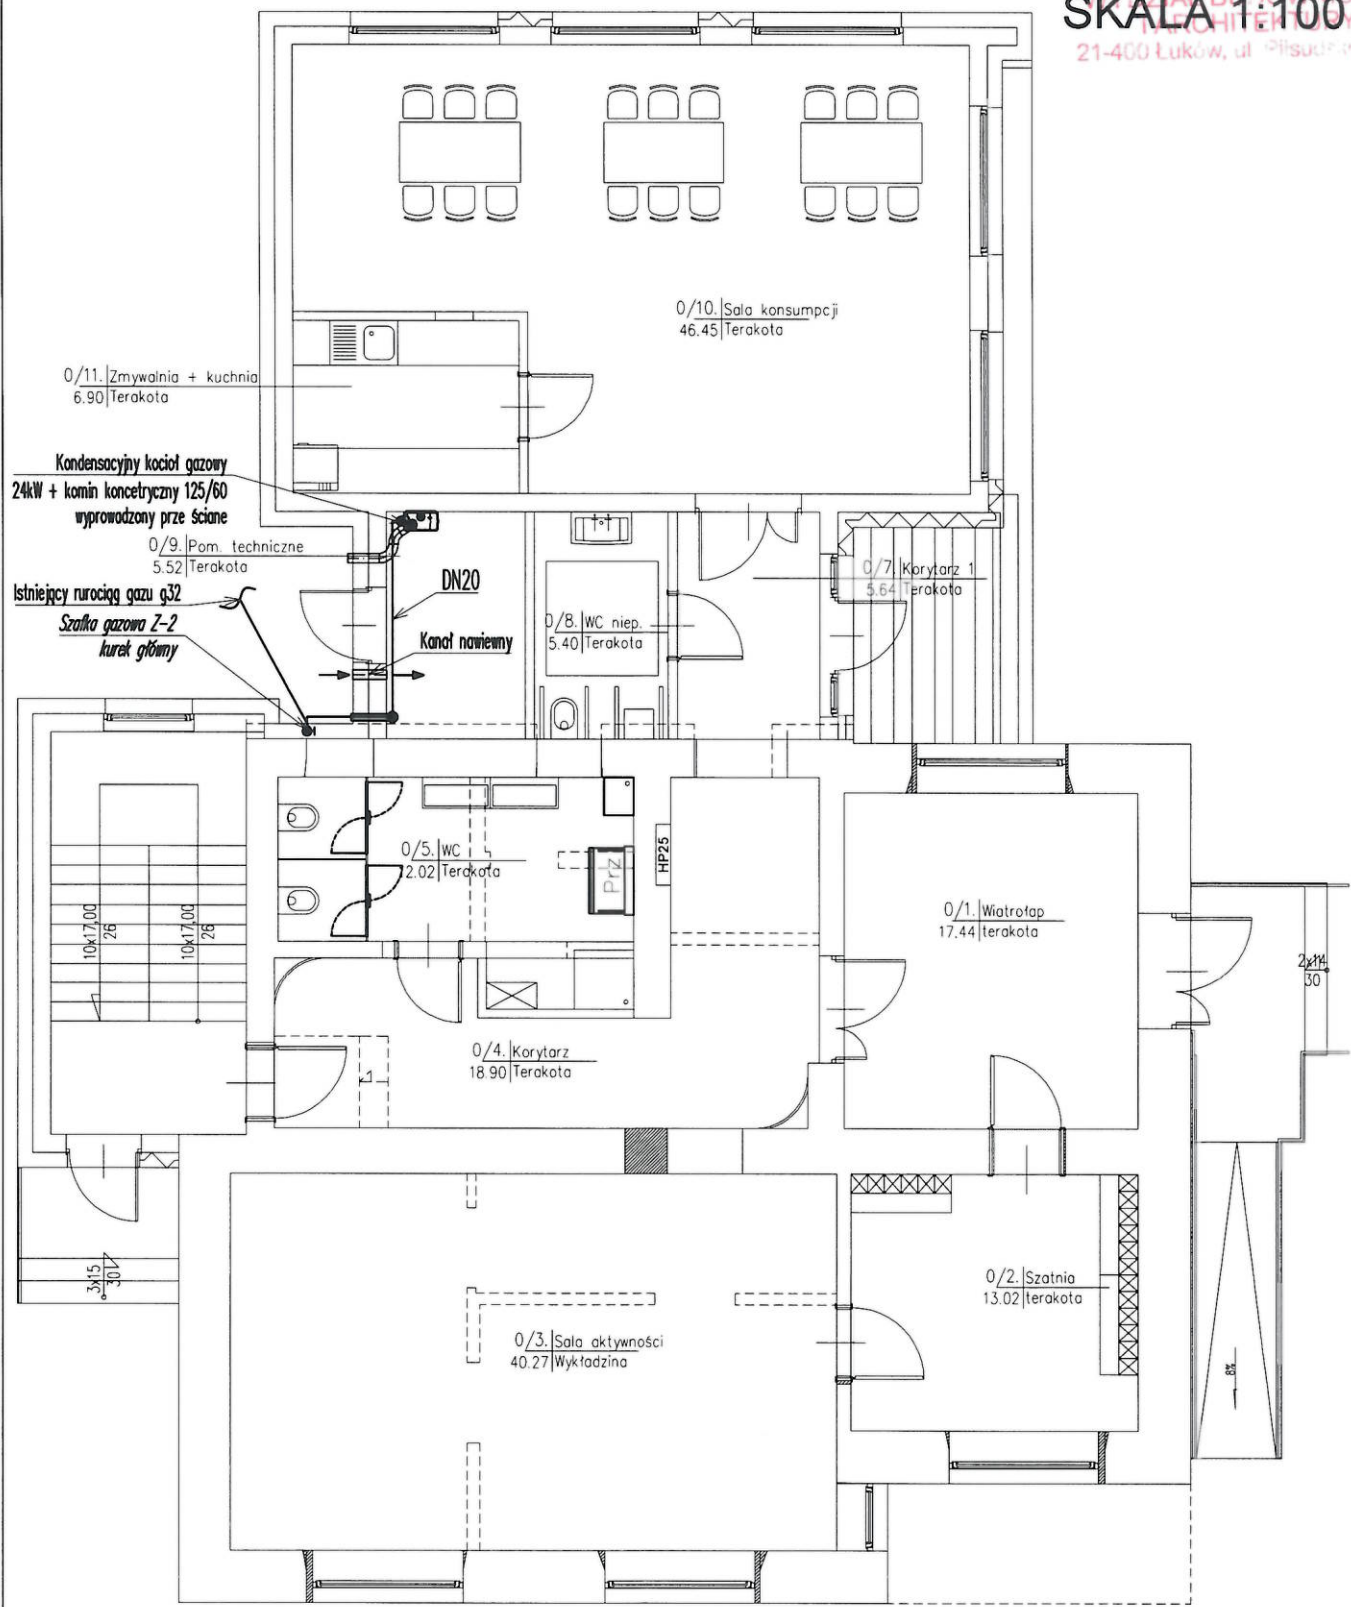 SKALA 1:100
21-400 Łuków, ul
0/10. Sala konsumpcji
46.45 Terakota
0/11. Zmywalnia + kuchnia
6.90 Terakota
Kondensacyjny kocioł gazowy
24kW + komin koncetryczny 125/60
wyprowadzony prze ściane
0/9. Pom. techniczne
5.52 Terakota
Istniejący rurociąg gazu g32
Szafka gazowa Z-2
kurek główny
DN20
Kanał nawiewny
0/8. WC niep.
5.40 Terakota
0/7. Korytarz 1
5.64 Terakota
0/5. WC
2.02 Terakota
Prz
HP25
10x17,00
26
10x17,00
26
0/1. Wiatrołap
17.44 terakota
30
0/4. Korytarz
18.90 Terakota
1
3x15
30
0/2. Szatnia
13.02 terakota
0/3. Sala aktywności
40.27 Wykładzina
8%